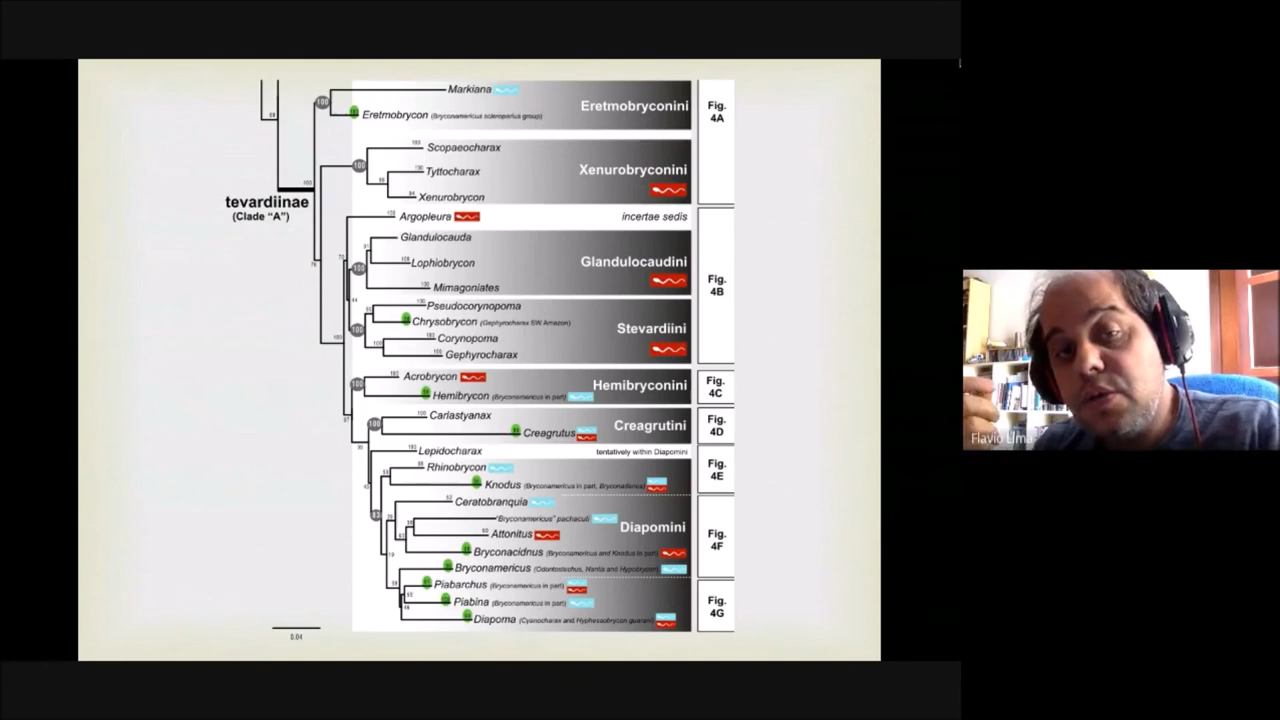 Markiana
Eretmobryconini
Fig.
4A
Eretmobrycon (Bryconamericus scleroparius group)
Scopaeocharax
Xenurobryconini
Tyttocharax
Xenurobrycon
tevardiinae
(Clade "A")
Argopleura
incertae sedis
Glandulocauda
Glandulocaudini
Lophiobrycon
Fig.
4B
Mimagoniates
Pseudocorynopoma
Chrysobrycon (Gephyrocharax SW Amazon)
Stevardiini
Corynopoma
Gephyrocharax
Acrobrycon
Hemibryconini
Fig.
4C
Hemibrycon (Bryconamericus in part)
Carlastyanax
Creagrutini
Fig.
4D
Creagrutus
Lepidocharax
tentatively within Diapomini
Rhinobrycon
Fig.
4E
Knodus (Bryconamericus in part, Bryconadenos)
Ceratobranquia
"Bryconamericus" pachacuti
Diapomini
Fig.
4F
Attonitus
Bryconacidnus (Bryconamericus and Knodus in part)
Bryconamericus (Odontostoechus, Nantis and Hypobrycon)
Piabarchus (Bryconamericus in part)
Piabina (Bryconamericus in part)
Fig.
4G
Diapoma (Cyanocharax and Hyphessobrycon guarani)
0.04
Flavio Lima